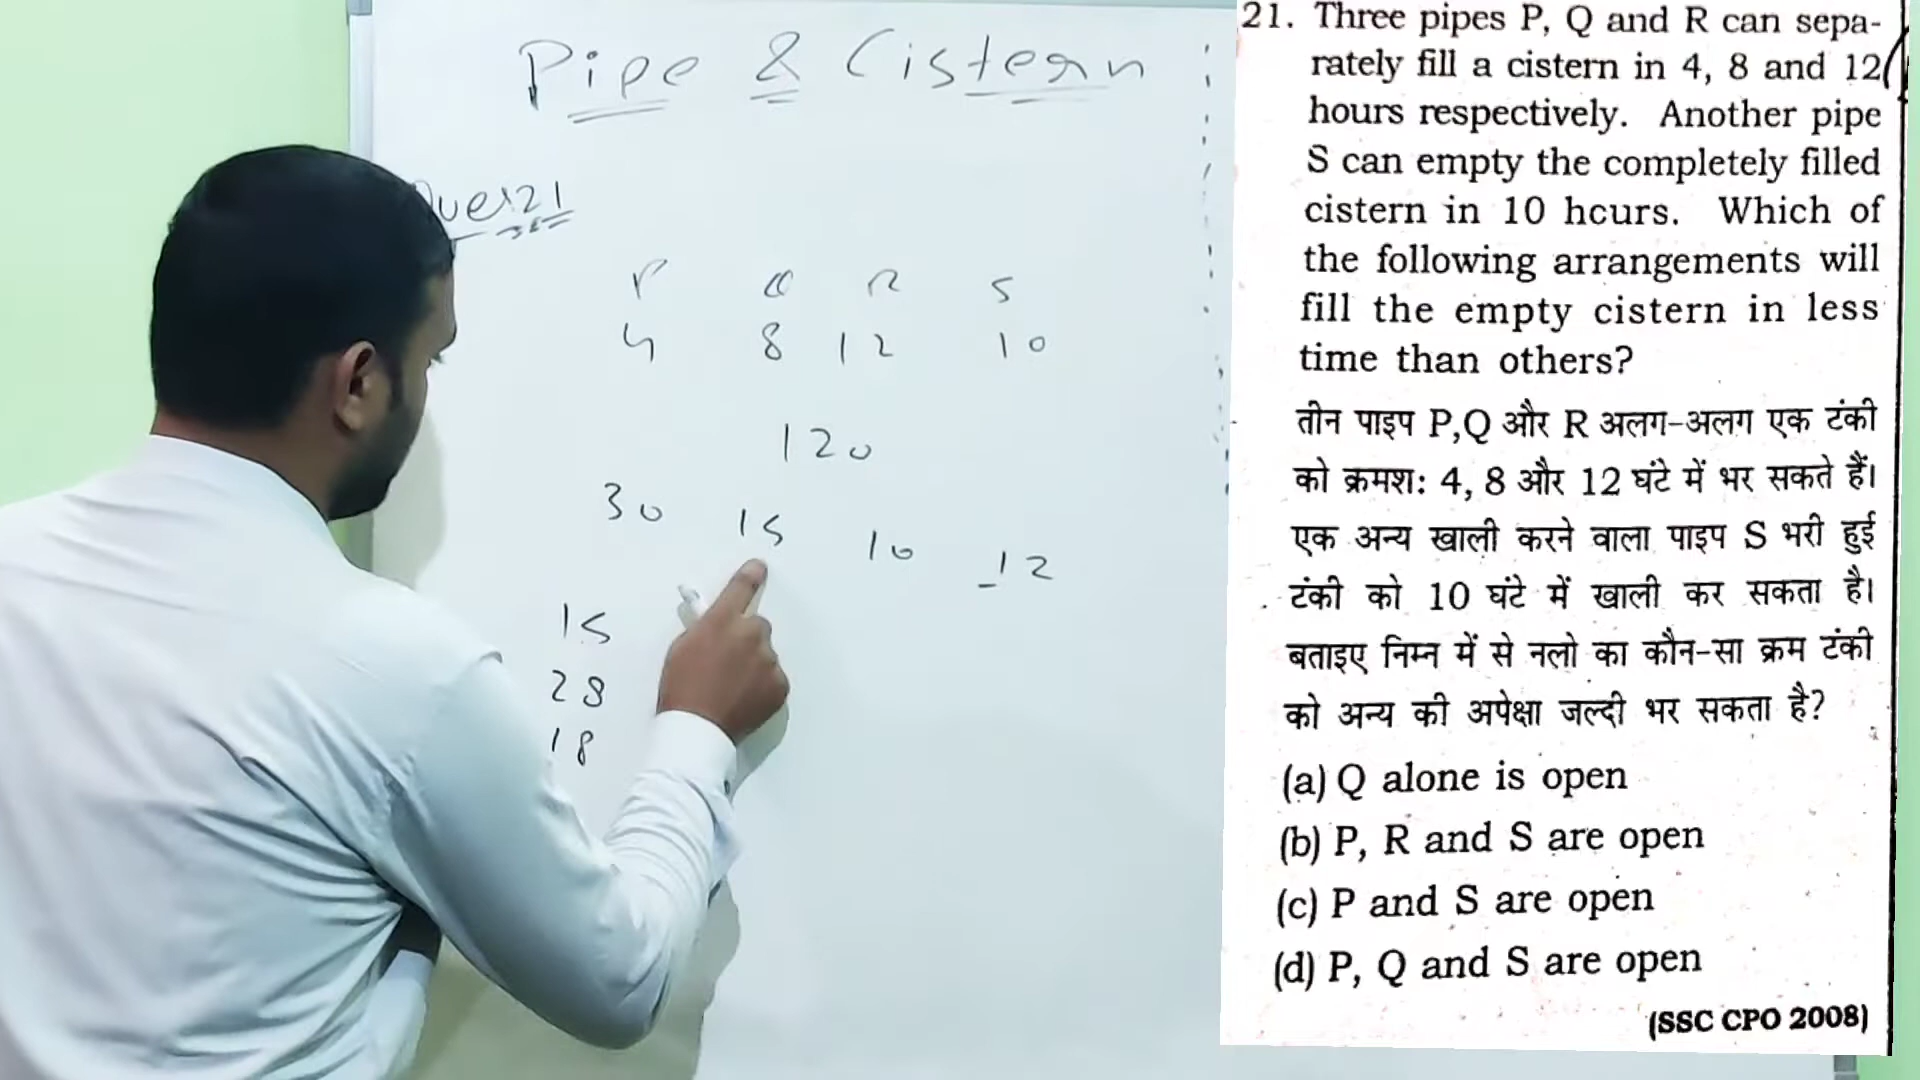 Pipe & Cistern
Ques 21
P Q R S
4 8 12 10
120
30 15 10 -12
15
28
18
21. Three pipes P, Q and R can sepa-
rately fill a cistern in 4, 8 and 12
hours respectively. Another pipe
S can empty the completely filled
cistern in 10 hcurs. Which of
the following arrangements will
fill the empty cistern in less
time than others?
तीन पाइप P,Q और R अलग-अलग एक टंकी
को क्रमश: 4, 8 और 12 घंटे में भर सकते हैं।
एक अन्य खाली करने वाला पाइप S भरी हुई
टंकी को 10 घंटे में खाली कर सकता है।
बताइए निम्न में से नलो का कौन-सा क्रम टंकी
को अन्य की अपेक्षा जल्दी भर सकता है?
(a) Q alone is open
(b) P, R and S are open
(c) P and S are open
(d) P, Q and S are open
(SSC CPO 2008)